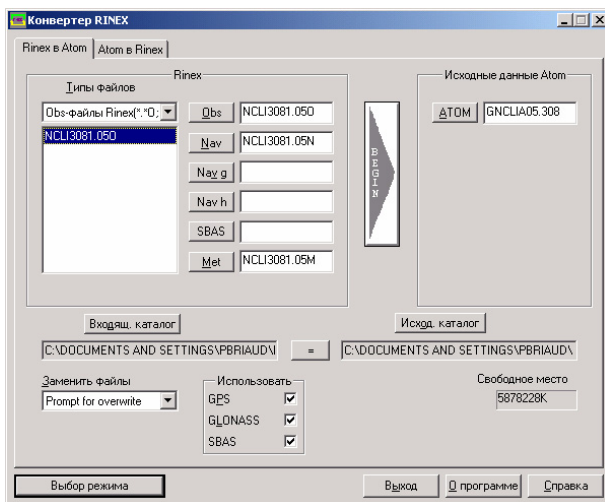 Конвертер RINEX
Rinex в Atom
Atom в Rinex
Rinex
Типы файлов
Obs-файлы Rinex(*.*O;
NCLI3081.05O
Obs
NCLI3081.05O
Nav
NCLI3081.05N
Nav g
Nav h
SBAS
Met
NCLI3081.05M
BEGIN
Исходные данные Atom
ATOM
GNCLIA05.308
Входящ. каталог
Исход. каталог
C:\DOCUMENTS AND SETTINGS\PBRIAUD\I
=
C:\DOCUMENTS AND SETTINGS\PBRIAUD\
Заменить файлы
Prompt for overwrite
Использовать
GPS
GLONASS
SBAS
Свободное место
5878228K
Выбор режима
Выход
О программе
Справка